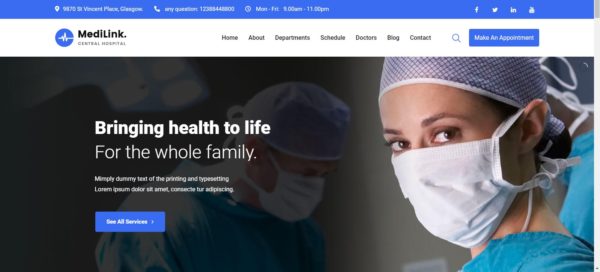 9870 St Vincent Place, Glasgow. any question: 12388448800 Mon - Fri: 9.00am - 11.00pm
MediLink.
CENTRAL HOSPITAL
Home About Departments Schedule Doctors Blog Contact Make An Appointment
Bringing health to life
For the whole family.
Mimply dummy text of the printing and typesetting
Lorem ipsum dolor sit amet, consecte tur adipiscing.
See All Services